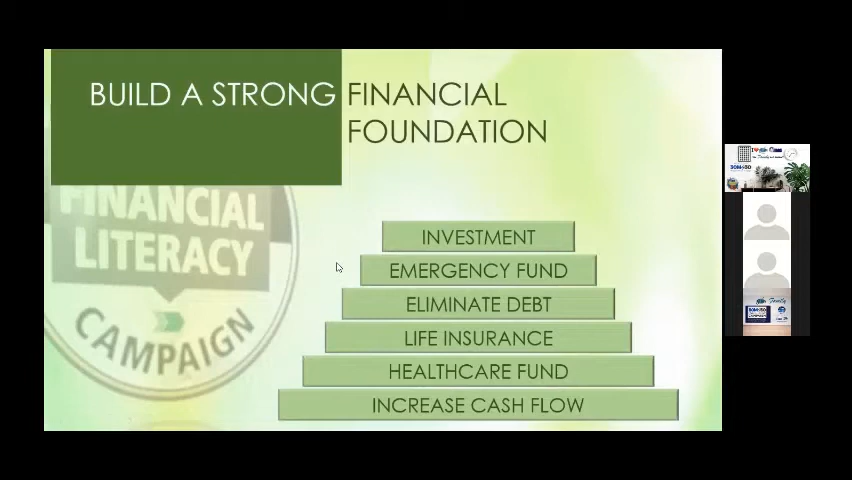 BUILD A STRONG FINANCIAL
FOUNDATION
FINANCIAL
LITERACY
CAMPAIGN
INVESTMENT
EMERGENCY FUND
ELIMINATE DEBT
LIFE INSURANCE
HEALTHCARE FUND
INCREASE CASH FLOW